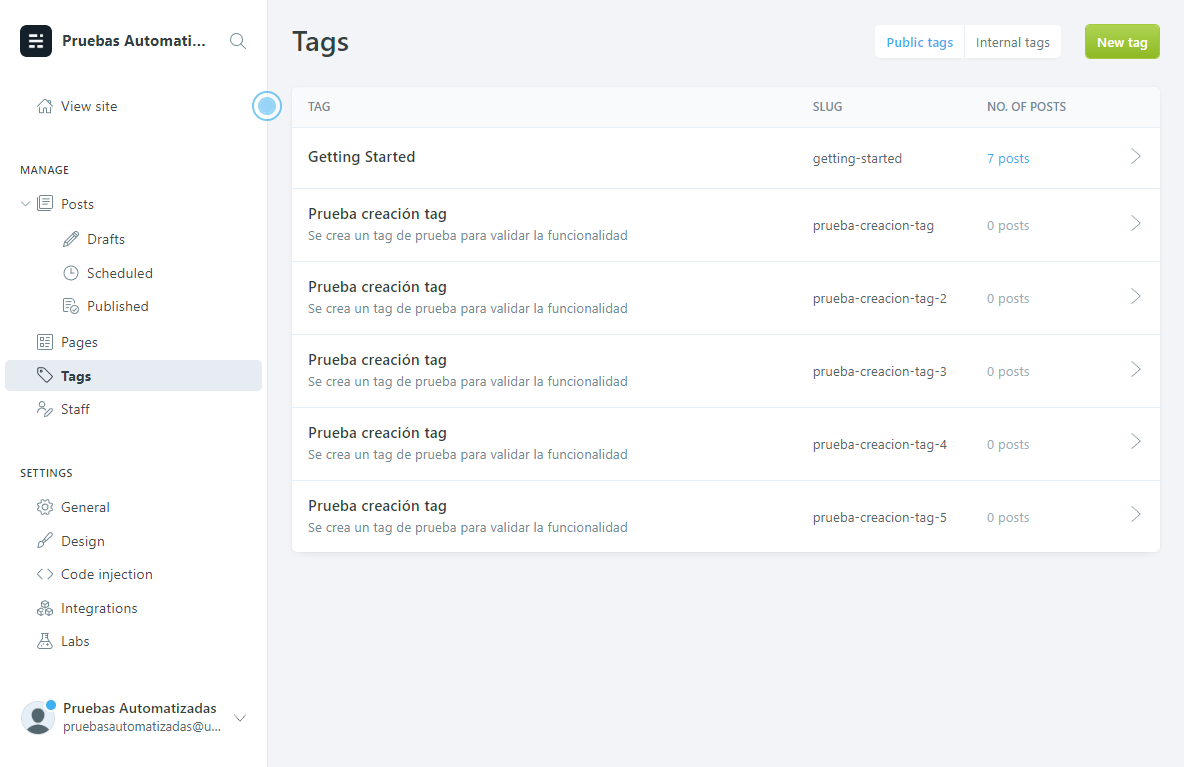 Pruebas Automati...
View site
MANAGE
Posts
Drafts
Scheduled
Published
Pages
Tags
Staff
SETTINGS
General
Design
Code injection
Integrations
Labs
Pruebas Automatizadas
pruebasautomatizadas@u...
Tags
Public tags
Internal tags
New tag
TAG SLUG NO. OF POSTS
Getting Started getting-started 7 posts
Prueba creación tag
Se crea un tag de prueba para validar la funcionalidad
prueba-creacion-tag 0 posts
Prueba creación tag
Se crea un tag de prueba para validar la funcionalidad
prueba-creacion-tag-2 0 posts
Prueba creación tag
Se crea un tag de prueba para validar la funcionalidad
prueba-creacion-tag-3 0 posts
Prueba creación tag
Se crea un tag de prueba para validar la funcionalidad
prueba-creacion-tag-4 0 posts
Prueba creación tag
Se crea un tag de prueba para validar la funcionalidad
prueba-creacion-tag-5 0 posts